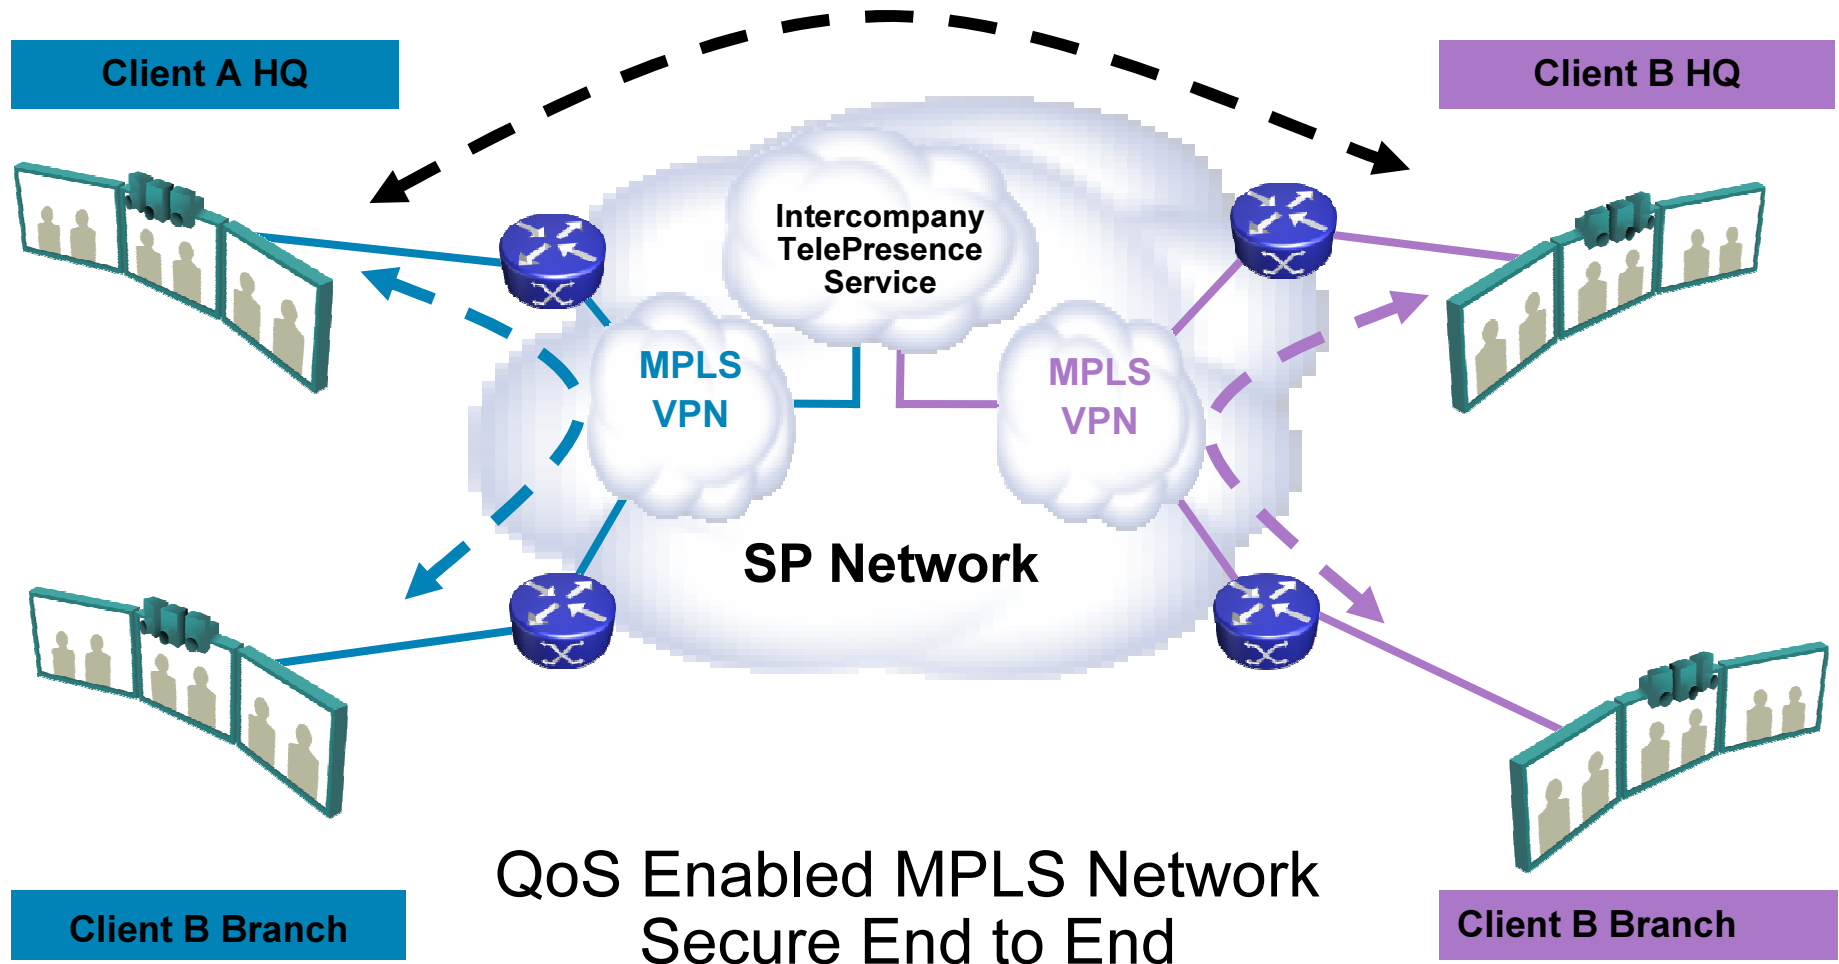 Client A HQ
Client B HQ
Intercompany
TelePresence
Service
MPLS
VPN
MPLS
VPN
SP Network
QoS Enabled MPLS Network
Secure End to End
Client B Branch
Client B Branch